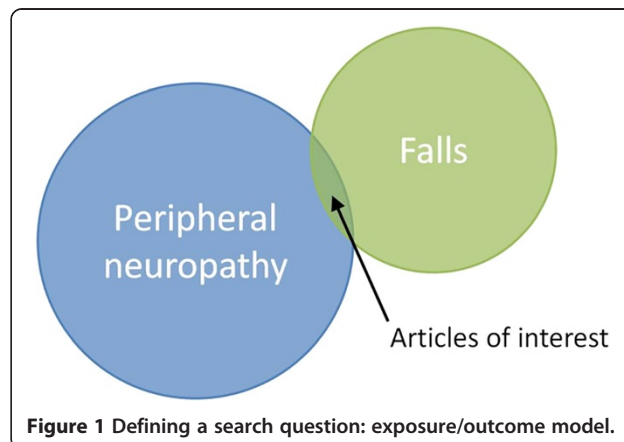 Falls
Peripheral
neuropathy
Articles of interest
Figure 1 Defining a search question: exposure/outcome model.